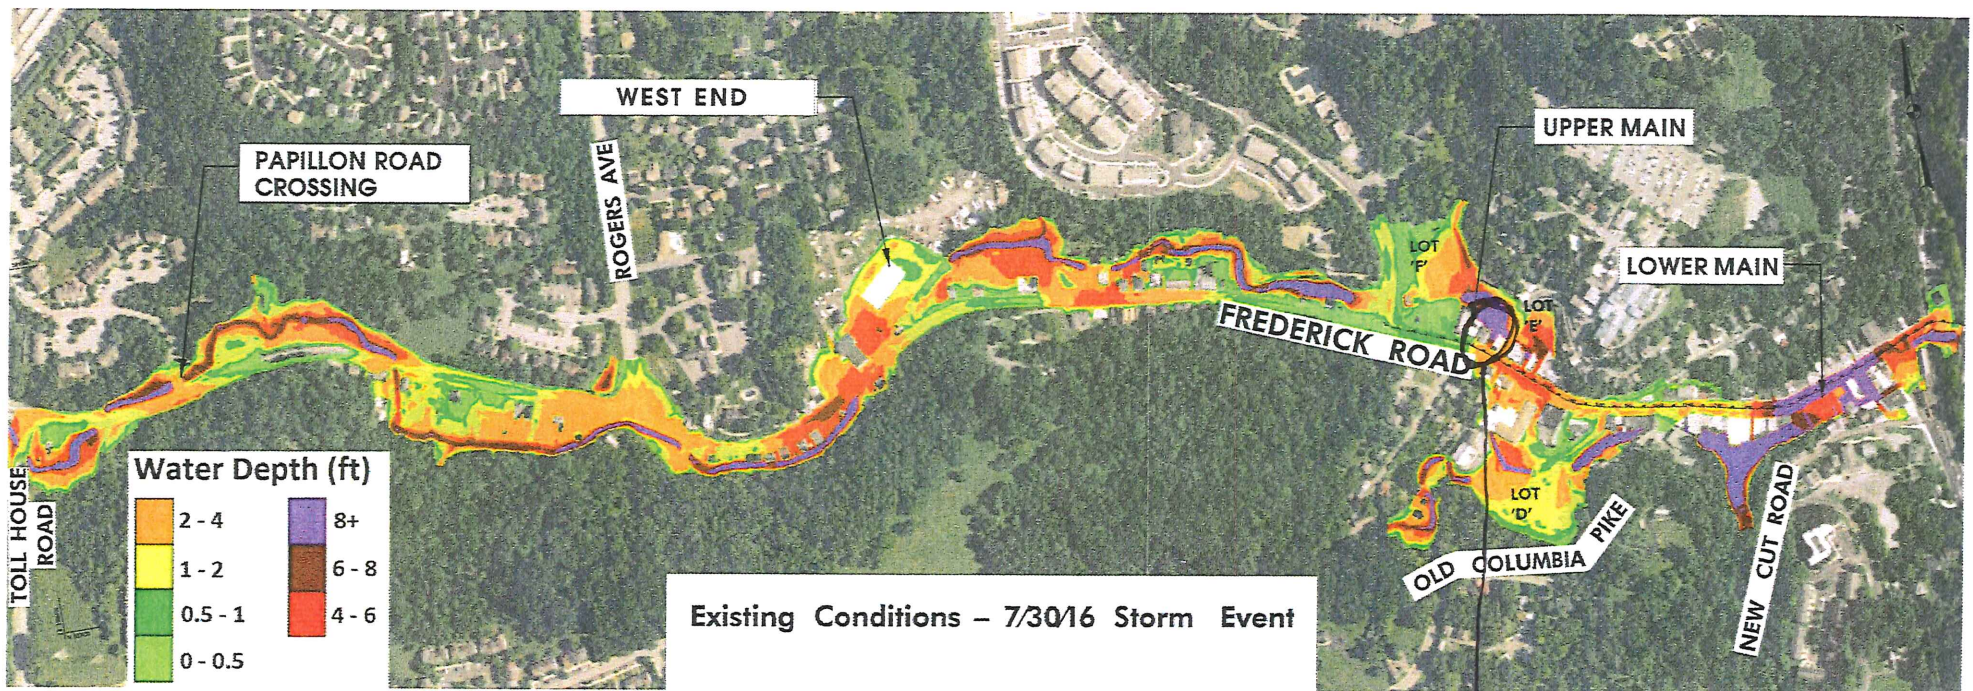 WEST END
UPPER MAIN
PAPILLON ROAD
CROSSING
ROGERS AVE
LOT
'F'
LOWER MAIN
LOT
'E'
FREDERICK ROAD
Water Depth (ft)
2 - 4
8+
1 - 2
6 - 8
0.5 - 1
4 - 6
0 - 0.5
TOLL HOUSE
ROAD
LOT
'D'
OLD COLUMBIA PIKE
NEW CUT ROAD
Existing Conditions – 7/30/16 Storm Event